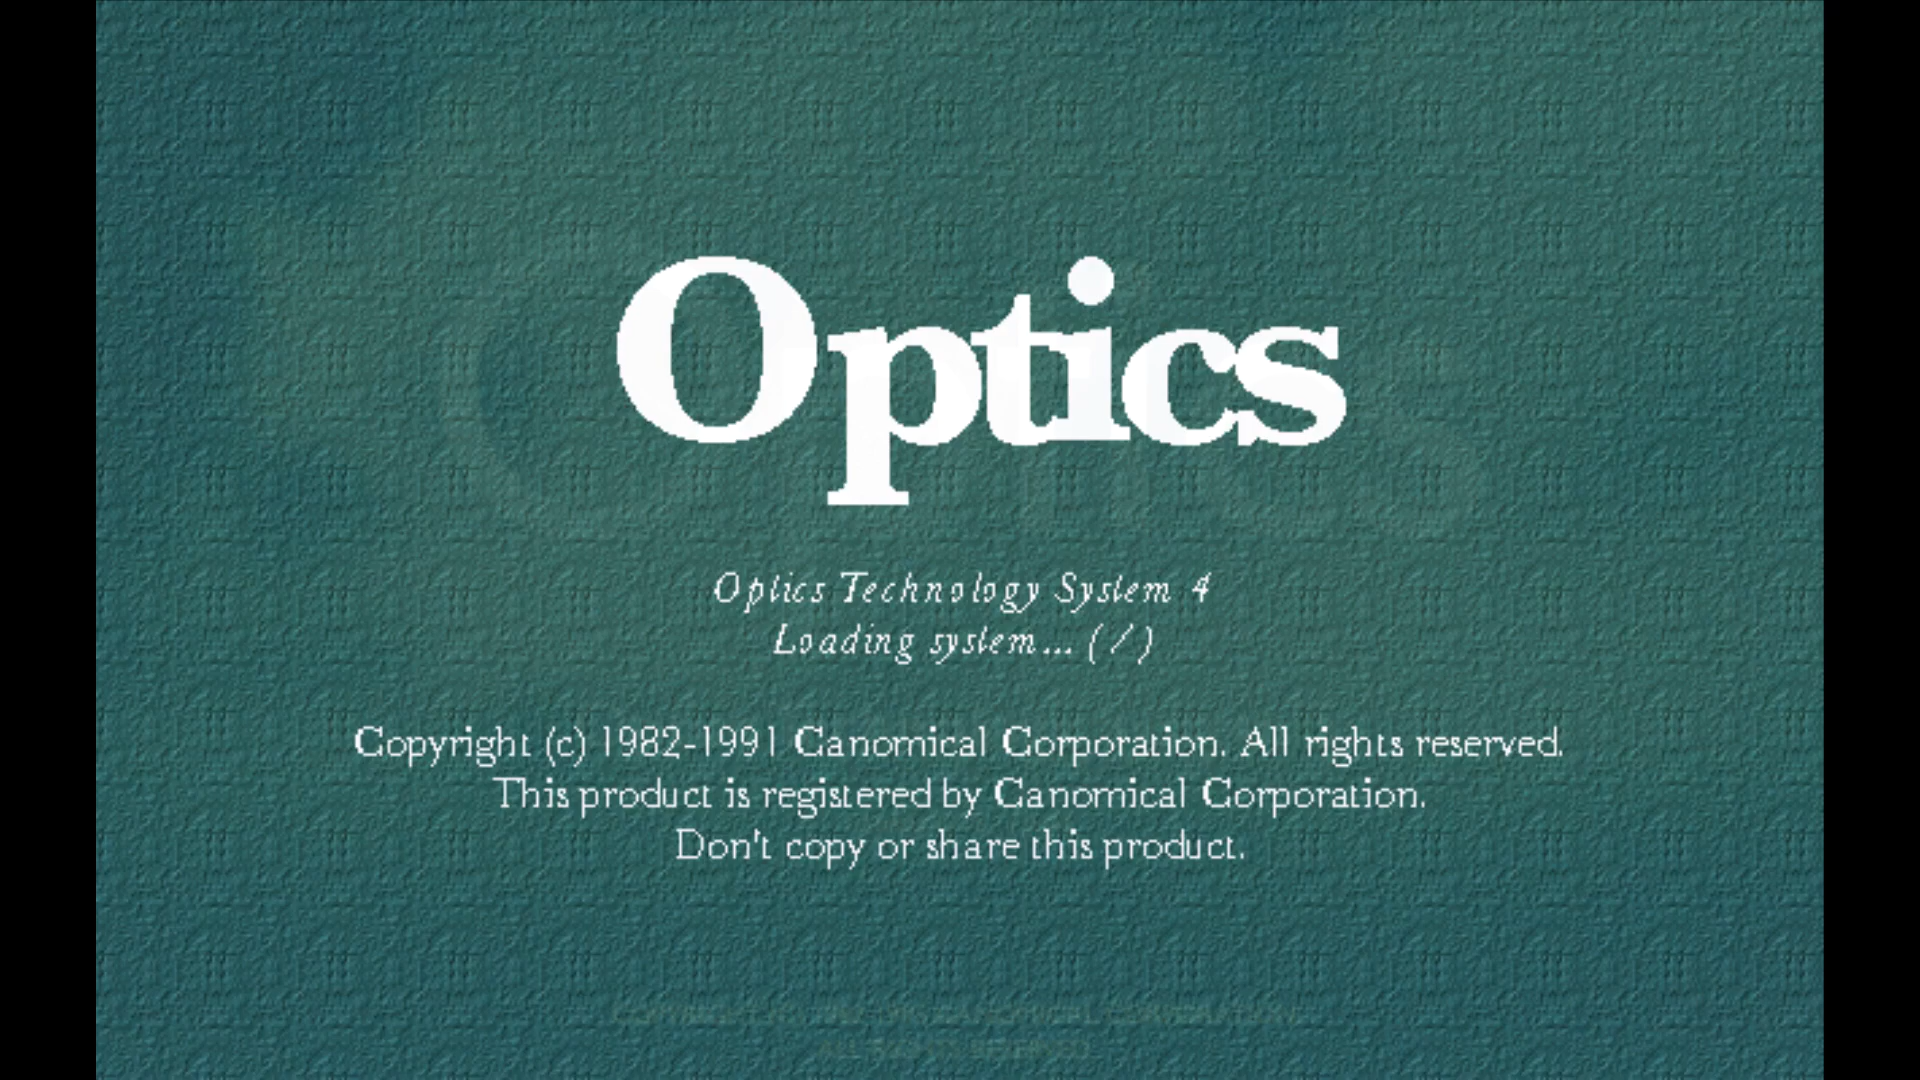 Optics
Optics Technology System 4
Loading system... (/)
Copyright (c) 1982-1991 Canomical Corporation. All rights reserved.
This product is registered by Canomical Corporation.
Don't copy or share this product.